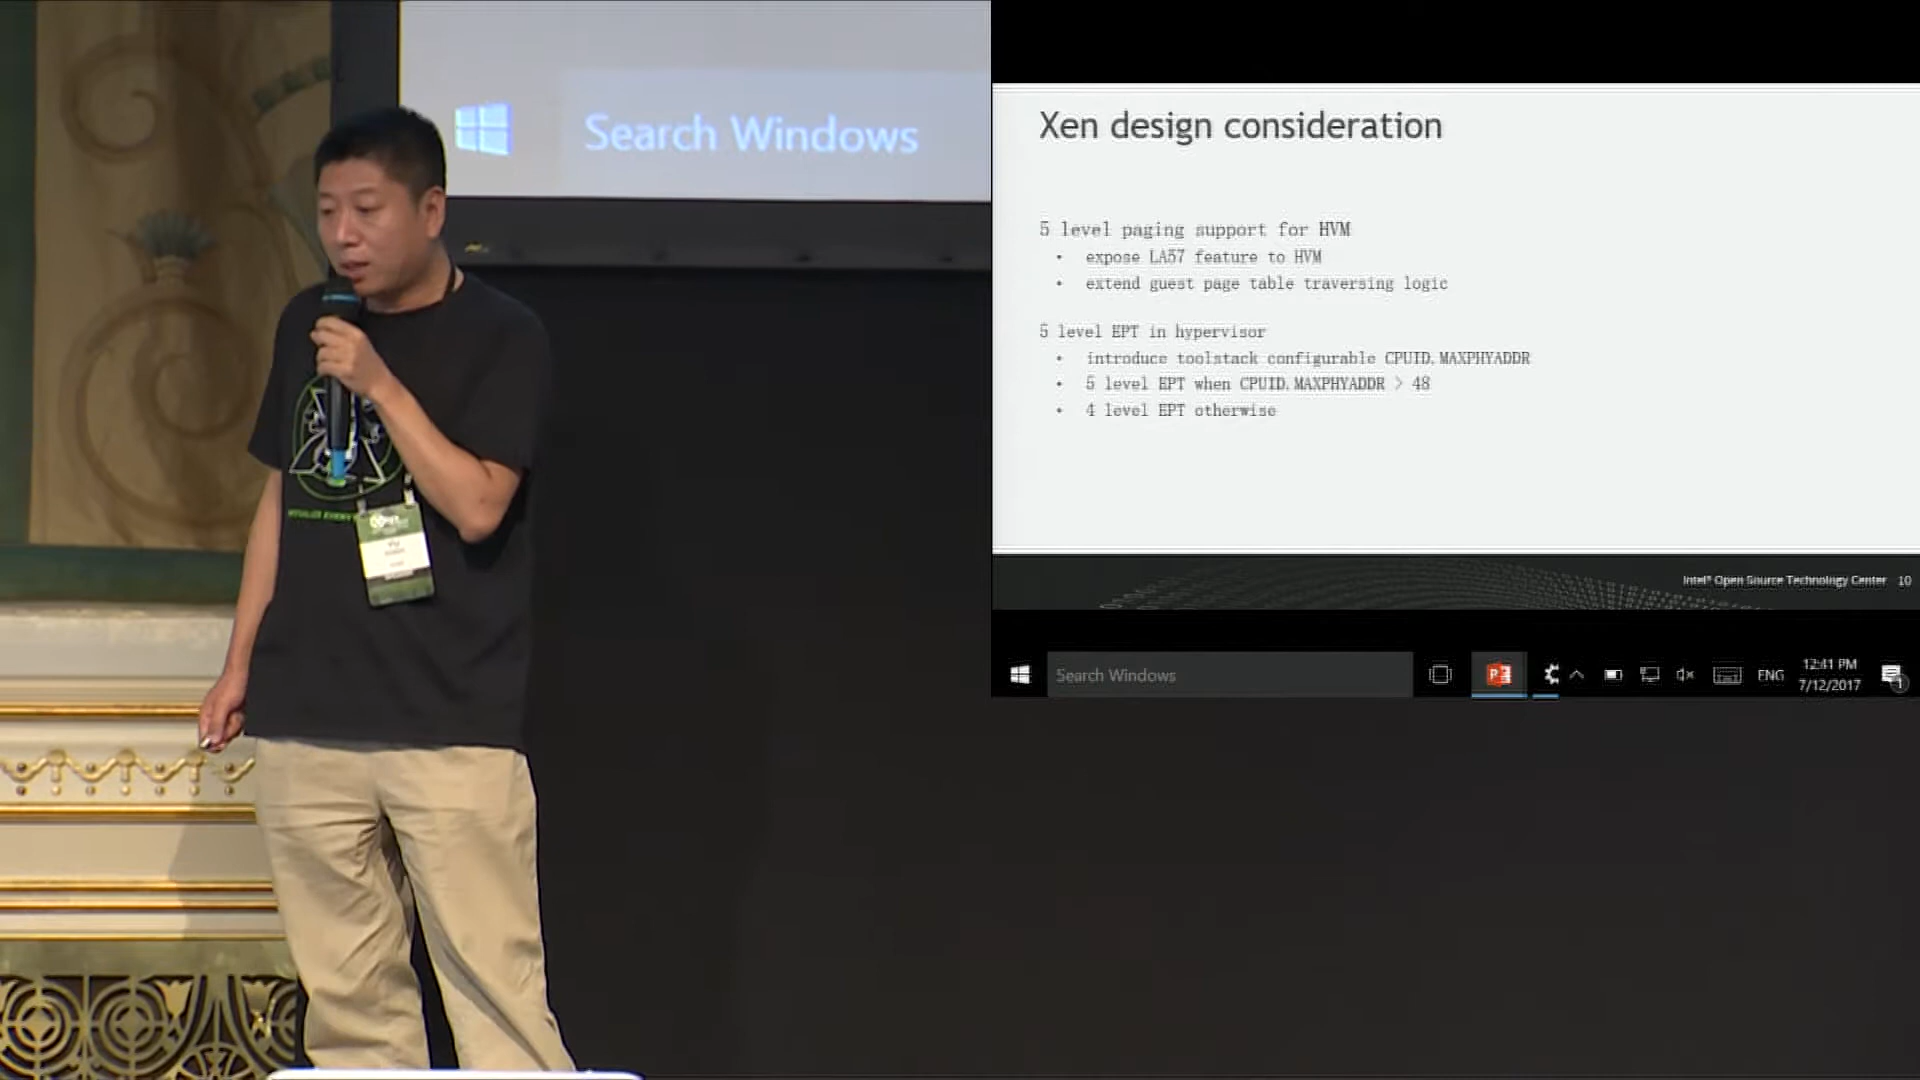 Search Windows
Xen design consideration
5 level paging support for HVM
• expose LA57 feature to HVM
• extend guest page table traversing logic
5 level EPT in hypervisor
• introduce toolstack configurable CPUID.MAXPHYADDR
• 5 level EPT when CPUID.MAXPHYADDR > 48
• 4 level EPT otherwise
Intel® Open Source Technology Center 10
Search Windows
ENG
12:41 PM
7/12/2017
1